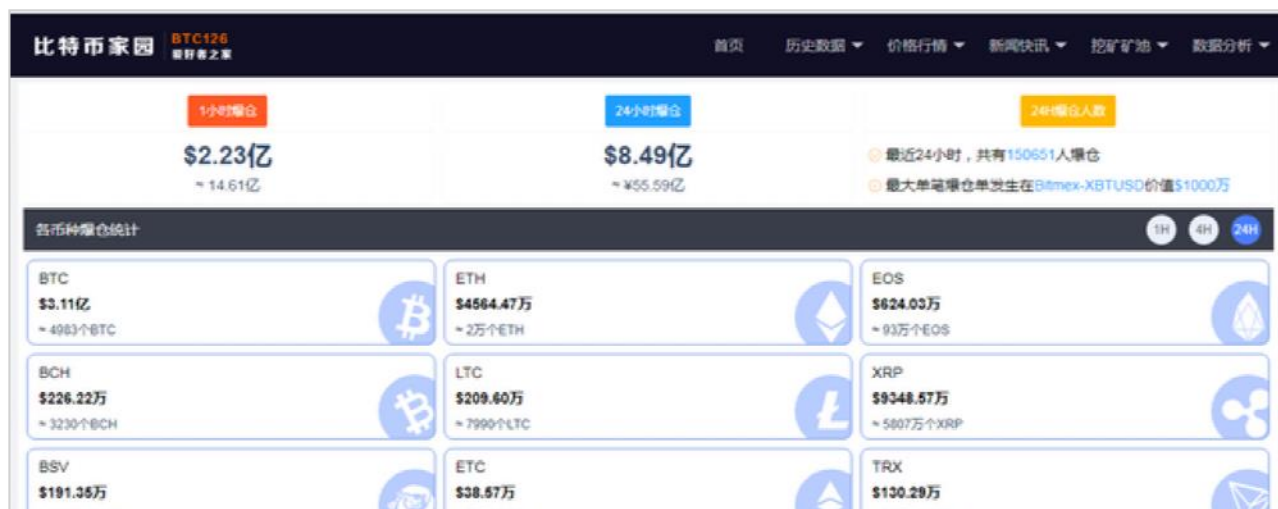 比特币家园 BTC126
爱好者之家
首页 历史数据 价格行情 新闻快讯 挖矿矿池 数据分析
1小时爆仓 24小时爆仓 24H爆仓人数
$2.23亿 $8.49亿 最近24小时，共有150651人爆仓
≈ 14.61亿 ≈ ¥55.59亿 最大单笔爆仓单发生在Bitmex-XBTUSD价值$1000万
各币种爆仓统计 1H 4H 24H
BTC ETH EOS
$3.11亿 $4564.47万 $624.03万
≈ 4983个BTC ≈ 2万个ETH ≈ 93万个EOS
BCH LTC XRP
$226.22万 $209.60万 $9348.57万
≈ 3230个BCH ≈ 7990个LTC ≈ 5807万个XRP
BSV ETC TRX
$191.35万 $38.57万 $130.29万